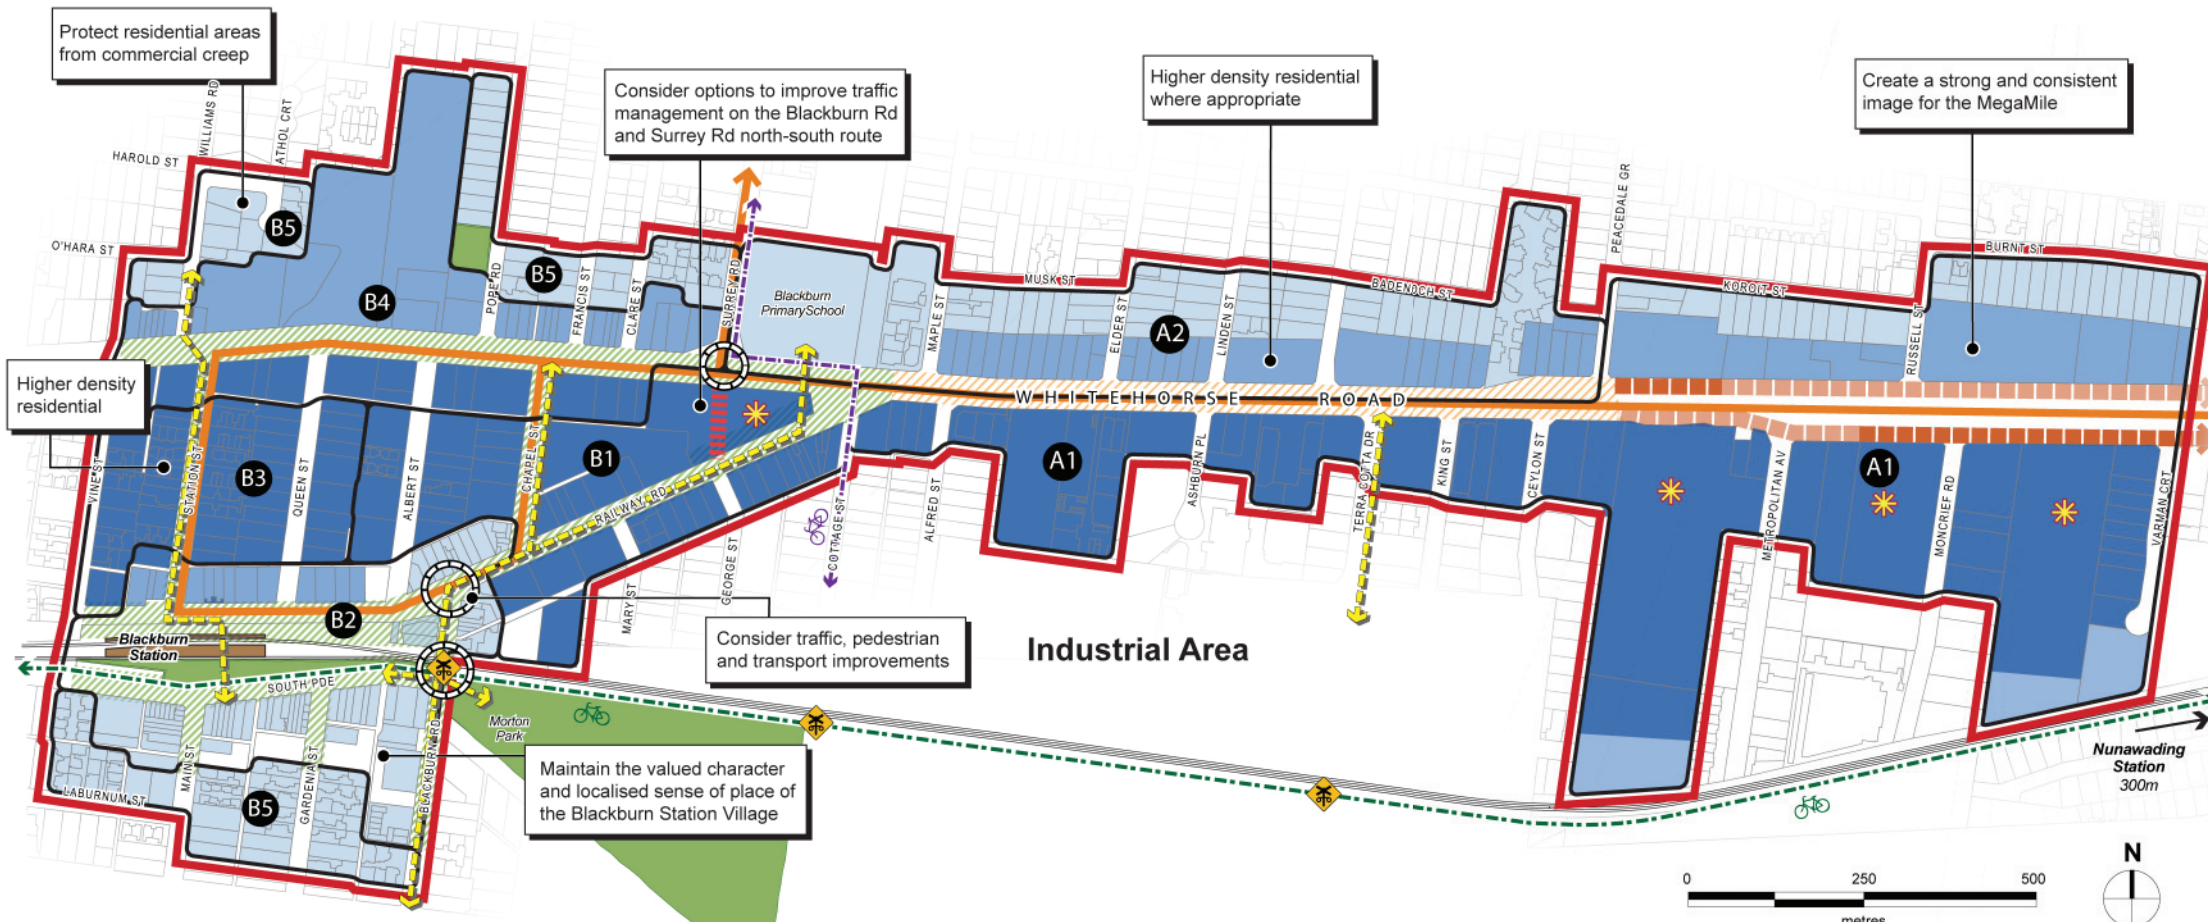 Protect residential areas
from commercial creep
Consider options to improve traffic
management on the Blackburn Rd
and Surrey Rd north-south route
Higher density residential
where appropriate
Create a strong and consistent
image for the MegaMile
HAROLD ST
WILLIAMS RD
ATHOL CRT
O'HARA ST
B5
B4
POPE RD
B5
FRANCIS ST
CLARE ST
SURREY RD
Blackburn
Primary School
MAPLE ST
MUSK ST
ELDER ST
A2
LINDEN ST
BADENOCH ST
PEACEDALE GR
KOROIT ST
RUSSELL ST
BURNT ST
WHITEHORSE ROAD
Higher density
residential
VINE ST
STATION ST
B3
QUEEN ST
ALBERT ST
CHAPEL ST
B1
RAILWAY RD
MARY ST
GEORGE ST
COTTAGE ST
ALFRED ST
A1
ASHBURN PL
TERRA COTTA DR
KING ST
CEYLON ST
METROPOLITAN AV
A1
MONCRIEF RD
VARMAN CRT
B2
Blackburn
Station
SOUTH PDE
Consider traffic, pedestrian
and transport improvements
Industrial Area
Morton
Park
Maintain the valued character
and localised sense of place of
the Blackburn Station Village
MAIN ST
GARDENIA ST
BLACKBURN RD
LABURNUM ST
B5
Nunawading
Station
300m
0 250 500
metres
N